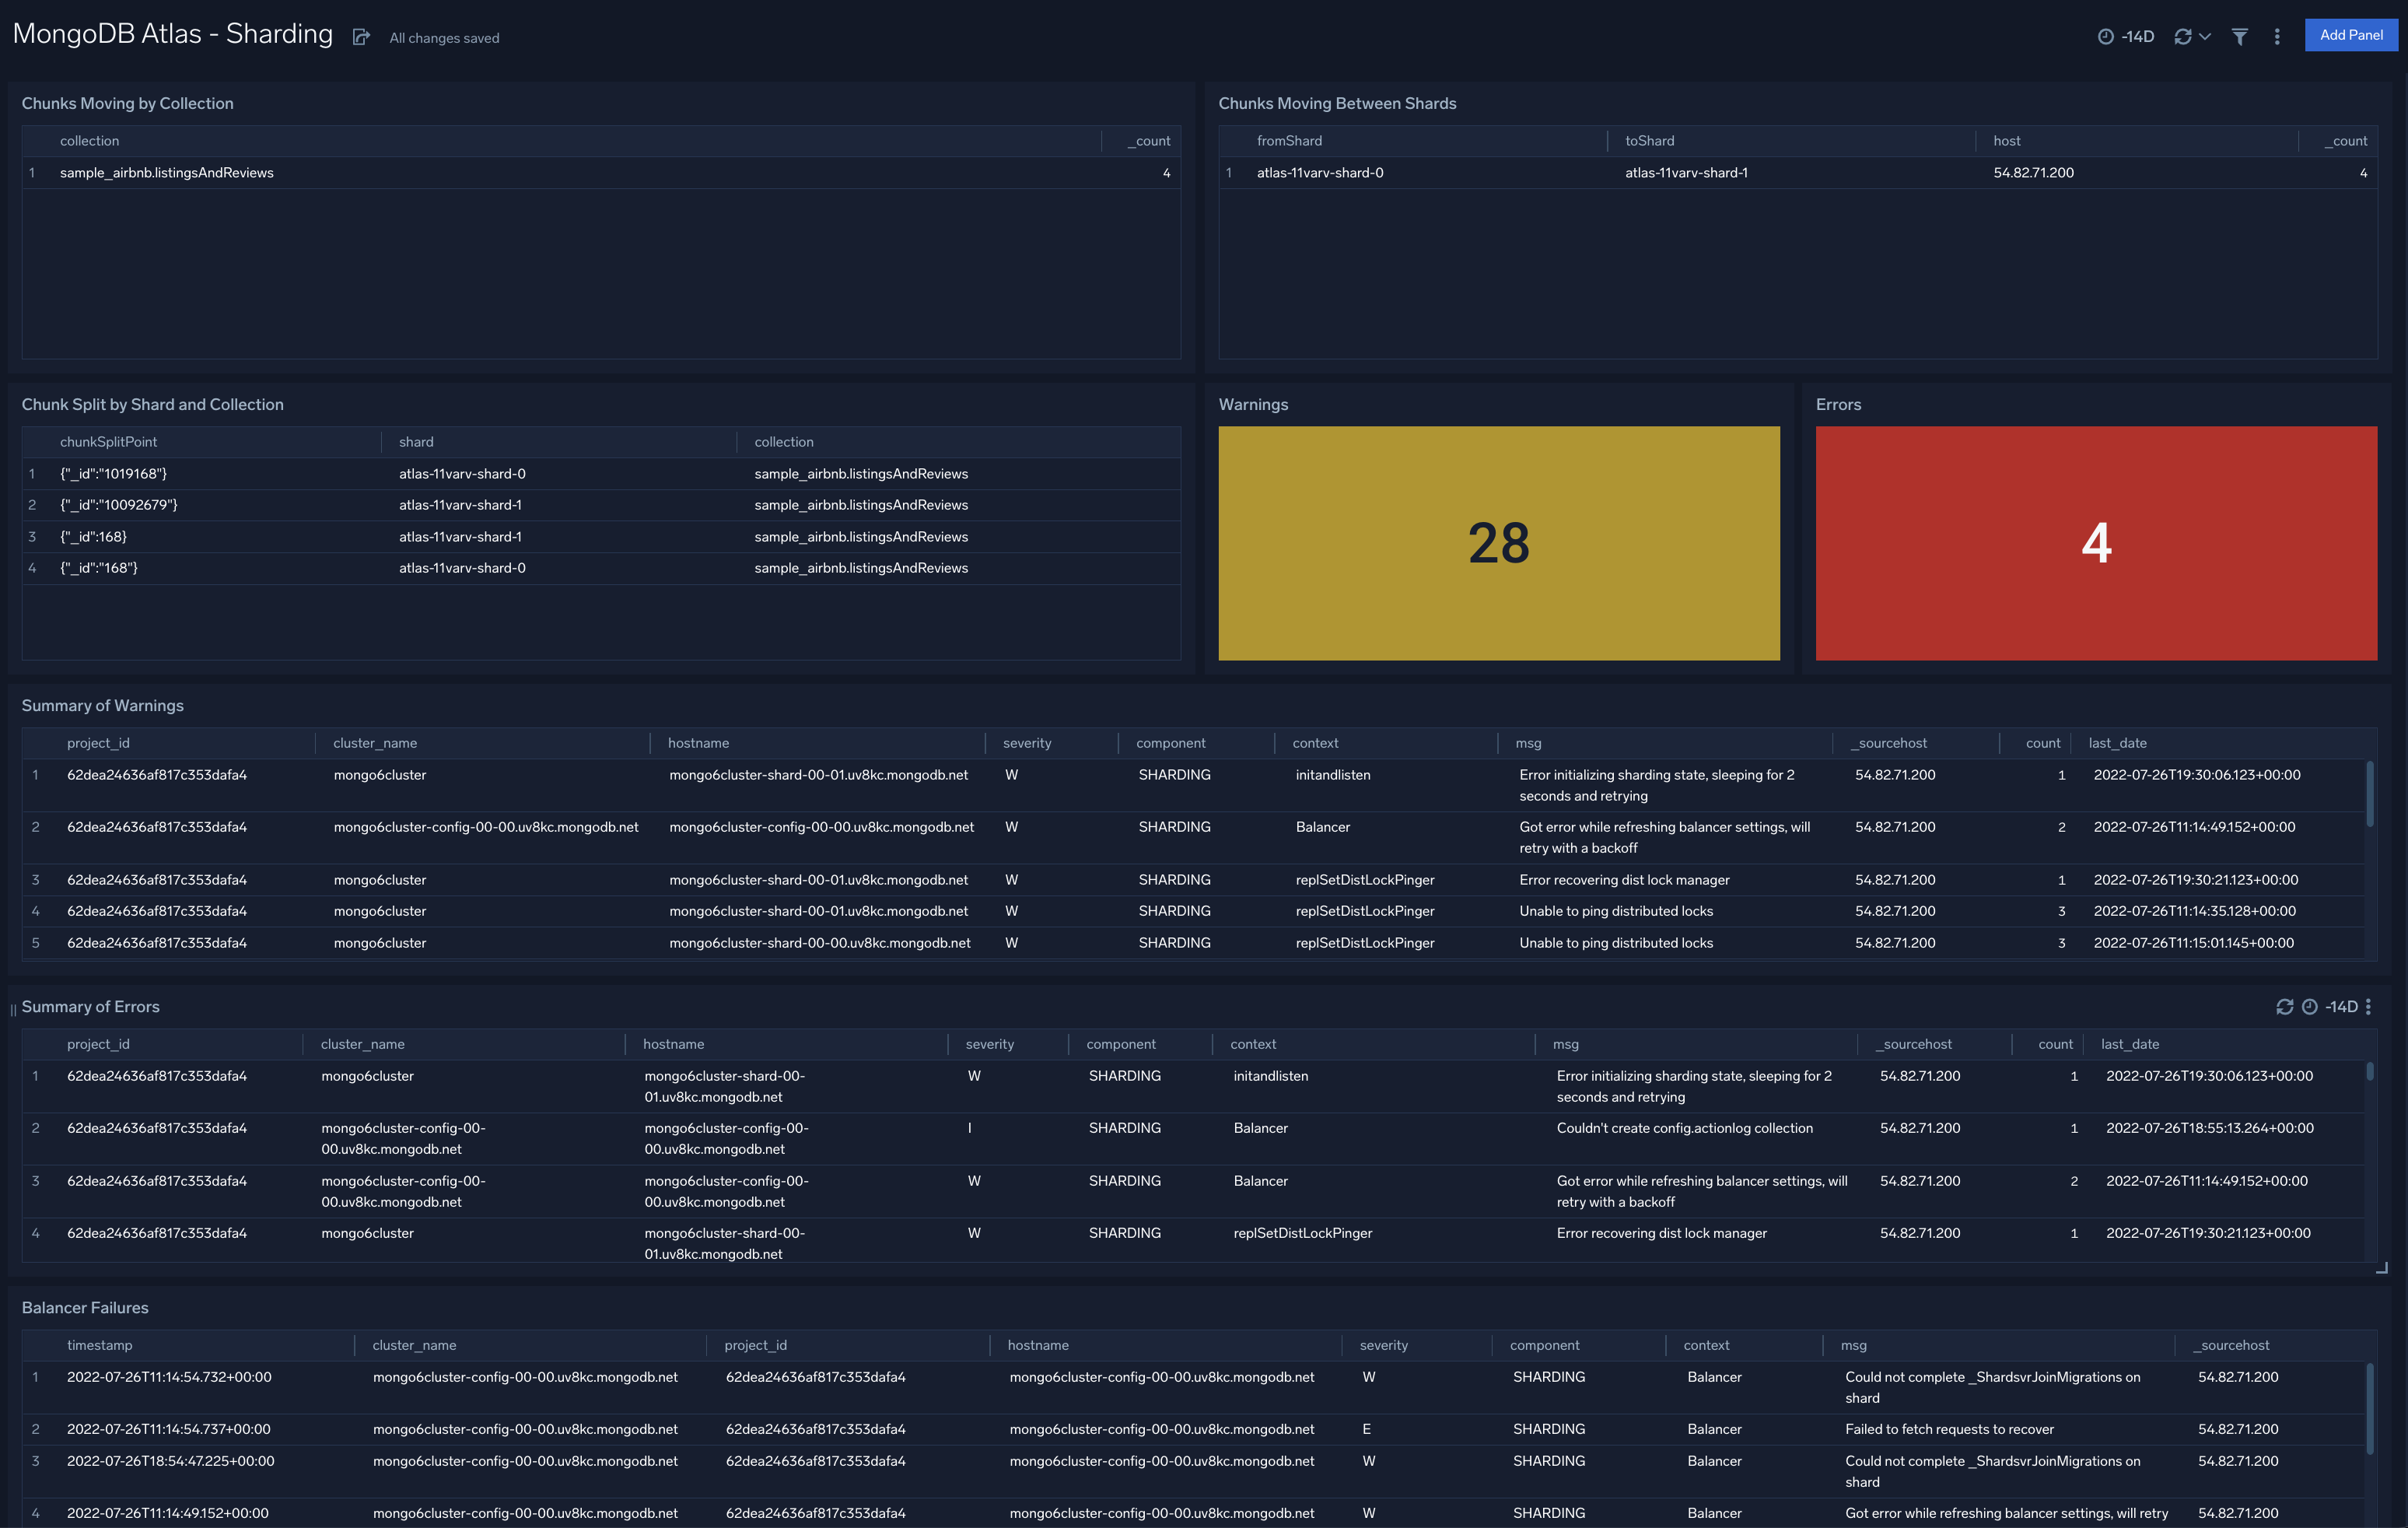 MongoDB Atlas - Sharding
All changes saved
-14D
Add Panel
Chunks Moving by Collection
collection _count
1 sample_airbnb.listingsAndReviews 4
Chunks Moving Between Shards
fromShard toShard host _count
1 atlas-11varv-shard-0 atlas-11varv-shard-1 54.82.71.200 4
Chunk Split by Shard and Collection
chunkSplitPoint shard collection
1 {"_id":"1019168"} atlas-11varv-shard-0 sample_airbnb.listingsAndReviews
2 {"_id":"10092679"} atlas-11varv-shard-1 sample_airbnb.listingsAndReviews
3 {"_id":168} atlas-11varv-shard-1 sample_airbnb.listingsAndReviews
4 {"_id":"168"} atlas-11varv-shard-0 sample_airbnb.listingsAndReviews
Warnings
28
Errors
4
Summary of Warnings
project_id cluster_name hostname severity component context msg _sourcehost count last_date
1 62dea24636af817c353dafa4 mongo6cluster mongo6cluster-shard-00-01.uv8kc.mongodb.net W SHARDING initandlisten Error initializing sharding state, sleeping for 2 54.82.71.200 1 2022-07-26T19:30:06.123+00:00
seconds and retrying
2 62dea24636af817c353dafa4 mongo6cluster-config-00-00.uv8kc.mongodb.net mongo6cluster-config-00-00.uv8kc.mongodb.net W SHARDING Balancer Got error while refreshing balancer settings, will 54.82.71.200 2 2022-07-26T11:14:49.152+00:00
retry with a backoff
3 62dea24636af817c353dafa4 mongo6cluster mongo6cluster-shard-00-01.uv8kc.mongodb.net W SHARDING replSetDistLockPinger Error recovering dist lock manager 54.82.71.200 1 2022-07-26T19:30:21.123+00:00
4 62dea24636af817c353dafa4 mongo6cluster mongo6cluster-shard-00-01.uv8kc.mongodb.net W SHARDING replSetDistLockPinger Unable to ping distributed locks 54.82.71.200 3 2022-07-26T11:14:35.128+00:00
5 62dea24636af817c353dafa4 mongo6cluster mongo6cluster-shard-00-00.uv8kc.mongodb.net W SHARDING replSetDistLockPinger Unable to ping distributed locks 54.82.71.200 3 2022-07-26T11:15:01.145+00:00
Summary of Errors
-14D
project_id cluster_name hostname severity component context msg _sourcehost count last_date
1 62dea24636af817c353dafa4 mongo6cluster mongo6cluster-shard-00- W SHARDING initandlisten Error initializing sharding state, sleeping for 2 54.82.71.200 1 2022-07-26T19:30:06.123+00:00
01.uv8kc.mongodb.net seconds and retrying
2 62dea24636af817c353dafa4 mongo6cluster-config-00- mongo6cluster-config-00- I SHARDING Balancer Couldn't create config.actionlog collection 54.82.71.200 1 2022-07-26T18:55:13.264+00:00
00.uv8kc.mongodb.net 00.uv8kc.mongodb.net
3 62dea24636af817c353dafa4 mongo6cluster-config-00- mongo6cluster-config-00- W SHARDING Balancer Got error while refreshing balancer settings, will 54.82.71.200 2 2022-07-26T11:14:49.152+00:00
00.uv8kc.mongodb.net 00.uv8kc.mongodb.net retry with a backoff
4 62dea24636af817c353dafa4 mongo6cluster mongo6cluster-shard-00- W SHARDING replSetDistLockPinger Error recovering dist lock manager 54.82.71.200 1 2022-07-26T19:30:21.123+00:00
01.uv8kc.mongodb.net
Balancer Failures
timestamp cluster_name project_id hostname severity component context msg _sourcehost
1 2022-07-26T11:14:54.732+00:00 mongo6cluster-config-00-00.uv8kc.mongodb.net 62dea24636af817c353dafa4 mongo6cluster-config-00-00.uv8kc.mongodb.net W SHARDING Balancer Could not complete _ShardsvrJoinMigrations on 54.82.71.200
shard
2 2022-07-26T11:14:54.737+00:00 mongo6cluster-config-00-00.uv8kc.mongodb.net 62dea24636af817c353dafa4 mongo6cluster-config-00-00.uv8kc.mongodb.net E SHARDING Balancer Failed to fetch requests to recover 54.82.71.200
3 2022-07-26T18:54:47.225+00:00 mongo6cluster-config-00-00.uv8kc.mongodb.net 62dea24636af817c353dafa4 mongo6cluster-config-00-00.uv8kc.mongodb.net W SHARDING Balancer Could not complete _ShardsvrJoinMigrations on 54.82.71.200
shard
4 2022-07-26T11:14:49.152+00:00 mongo6cluster-config-00-00.uv8kc.mongodb.net 62dea24636af817c353dafa4 mongo6cluster-config-00-00.uv8kc.mongodb.net W SHARDING Balancer Got error while refreshing balancer settings, will retry 54.82.71.200